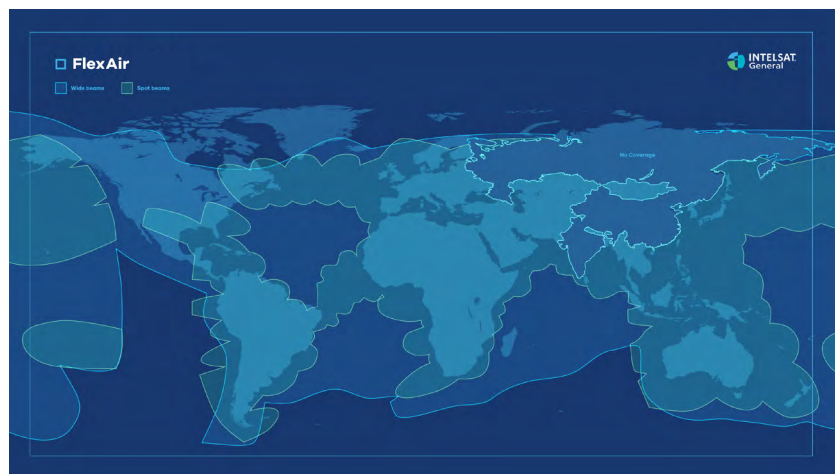 FlexAir
Wide beams
Spot beams
INTELSAT
General
No Coverage